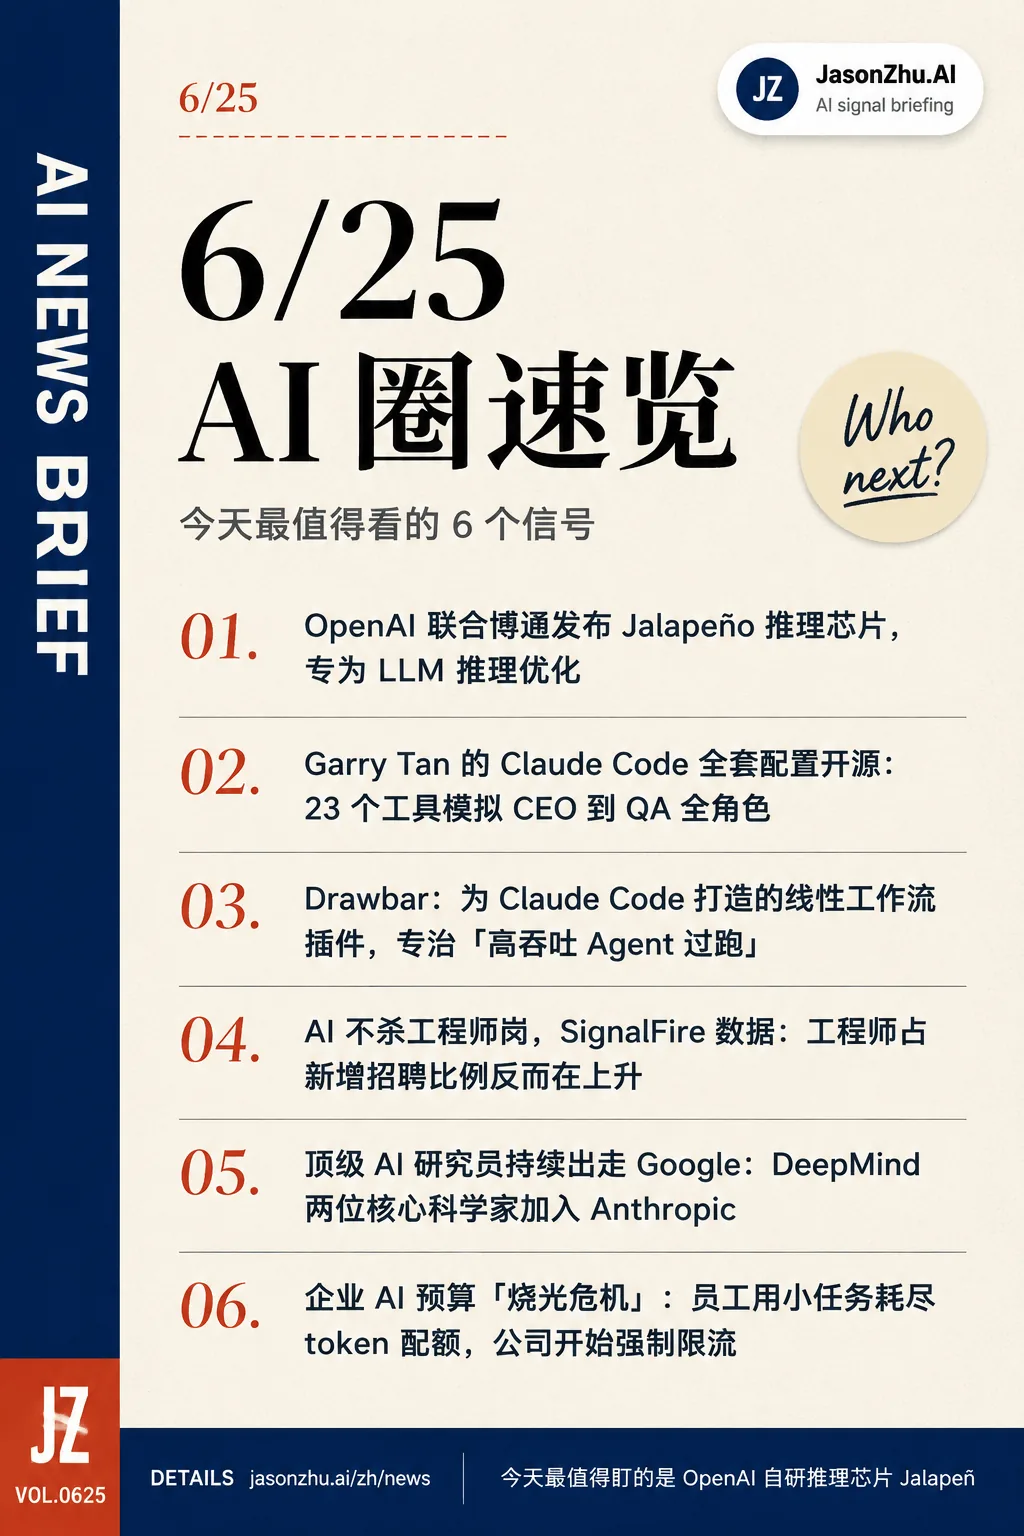 AI NEWS BRIEF
6/25
JZ
JasonZhu.AI
AI signal briefing
6/25
AI 圈速览
Who
next?
今天最值得看的 6 个信号
01.
OpenAI 联合博通发布 Jalapeño 推理芯片，
专为 LLM 推理优化
02.
Garry Tan 的 Claude Code 全套配置开源：
23 个工具模拟 CEO 到 QA 全角色
03.
Drawbar：为 Claude Code 打造的线性工作流
插件，专治「高吞吐 Agent 过跑」
04.
AI 不杀工程师岗，SignalFire 数据：工程师占
新增招聘比例反而在上升
05.
顶级 AI 研究员持续出走 Google：DeepMind
两位核心科学家加入 Anthropic
06.
企业 AI 预算「烧光危机」：员工用小任务耗尽
token 配额，公司开始强制限流
JZ
VOL.0625
DETAILS jasonzhu.ai/zh/news
今天最值得盯的是 OpenAI 自研推理芯片 Jalapeñ